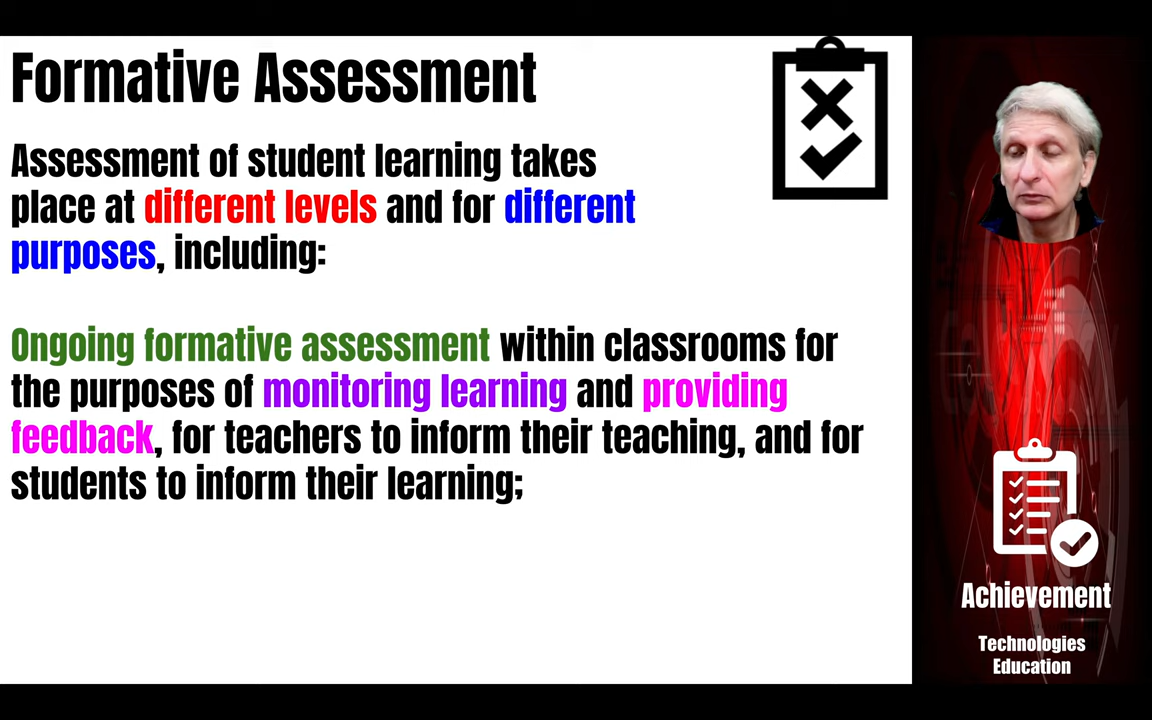 Formative Assessment
Assessment of student learning takes
place at different levels and for different
purposes, including:
Ongoing formative assessment within classrooms for
the purposes of monitoring learning and providing
feedback, for teachers to inform their teaching, and for
students to inform their learning;
Achievement
Technologies
Education